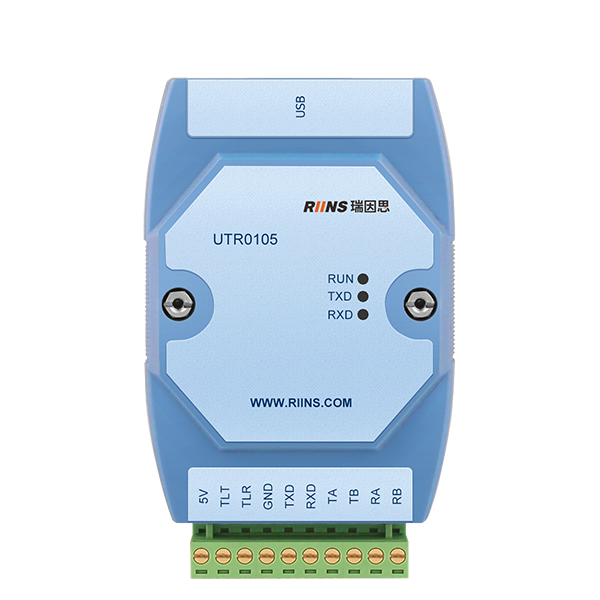 USB
RIINS 瑞因思
UTR0105
RUN
TXD
RXD
WWW.RIINS.COM
5V TLT TLR GND TXD RXD TA TB RA RB